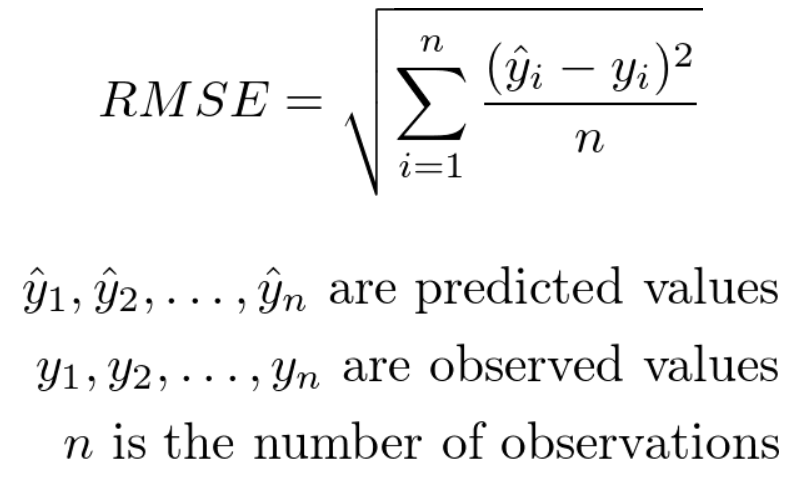 $RMSE = \sqrt{\sum_{i=1}^{n} \frac{(\hat{y}_i - y_i)^2}{n}}$
$\hat{y}_1, \hat{y}_2, \ldots, \hat{y}_n$ are predicted values
$y_1, y_2, \ldots, y_n$ are observed values
$n$ is the number of observations